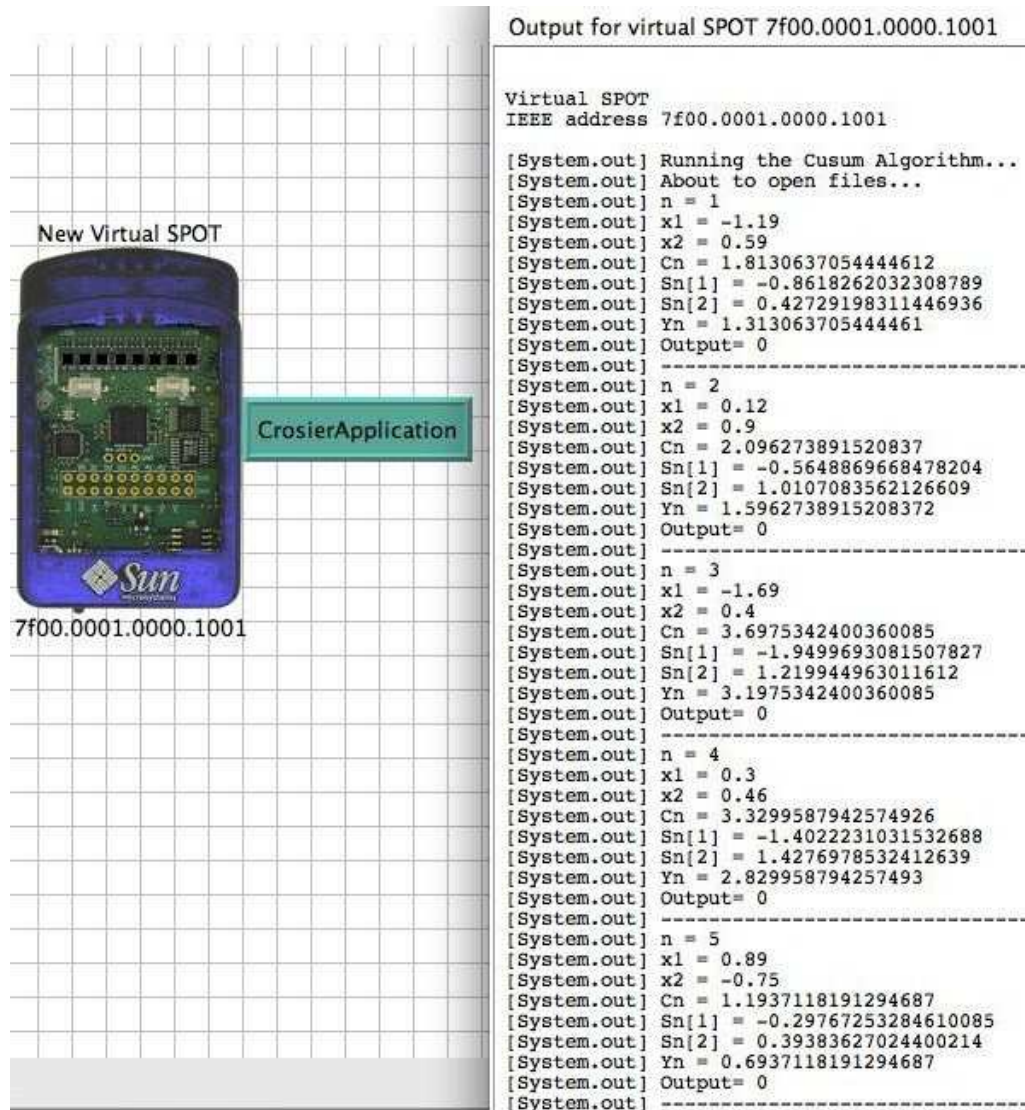 New Virtual SPOT
Sun
microsystems
7f00.0001.0000.1001
CrosierApplication
Output for virtual SPOT 7f00.0001.0000.1001
Virtual SPOT
IEEE address 7f00.0001.0000.1001
[System.out] Running the Cusum Algorithm...
[System.out] About to open files...
[System.out] n = 1
[System.out] x1 = -1.19
[System.out] x2 = 0.59
[System.out] Cn = 1.8130637054444612
[System.out] Sn[1] = -0.8618262032308789
[System.out] Sn[2] = 0.42729198311446936
[System.out] Yn = 1.313063705444461
[System.out] Output= 0
[System.out] -------------------------------
[System.out] n = 2
[System.out] x1 = 0.12
[System.out] x2 = 0.9
[System.out] Cn = 2.096273891520837
[System.out] Sn[1] = -0.5648869668478204
[System.out] Sn[2] = 1.0107083562126609
[System.out] Yn = 1.5962738915208372
[System.out] Output= 0
[System.out] -------------------------------
[System.out] n = 3
[System.out] x1 = -1.69
[System.out] x2 = 0.4
[System.out] Cn = 3.6975342400360085
[System.out] Sn[1] = -1.9499693081507827
[System.out] Sn[2] = 1.219944963011612
[System.out] Yn = 3.1975342400360085
[System.out] Output= 0
[System.out] -------------------------------
[System.out] n = 4
[System.out] x1 = 0.3
[System.out] x2 = 0.46
[System.out] Cn = 3.3299587942574926
[System.out] Sn[1] = -1.4022231031532688
[System.out] Sn[2] = 1.4276978532412639
[System.out] Yn = 2.829958794257493
[System.out] Output= 0
[System.out] -------------------------------
[System.out] n = 5
[System.out] x1 = 0.89
[System.out] x2 = -0.75
[System.out] Cn = 1.1937118191294687
[System.out] Sn[1] = -0.29767253284610085
[System.out] Sn[2] = 0.39383627024400214
[System.out] Yn = 0.6937118191294687
[System.out] Output= 0
[System.out] -------------------------------